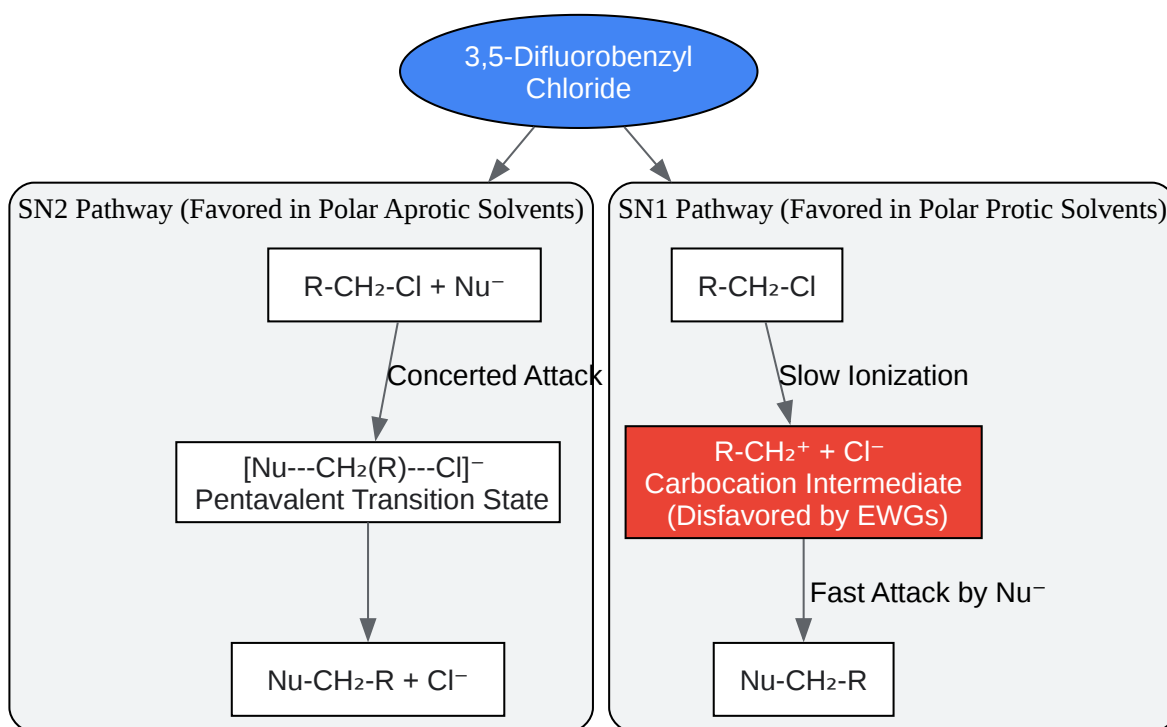 3,5-Difluorobenzyl
Chloride
SN2 Pathway (Favored in Polar Aprotic Solvents)
R-CH₂-Cl + Nu⁻
Concerted Attack
[Nu---CH₂(R)---Cl]⁻
Pentavalent Transition State
Nu-CH₂-R + Cl⁻
SN1 Pathway (Favored in Polar Protic Solvents)
R-CH₂-Cl
Slow Ionization
R-CH₂⁺ + Cl⁻
Carbocation Intermediate
(Disfavored by EWGs)
Fast Attack by Nu⁻
Nu-CH₂-R